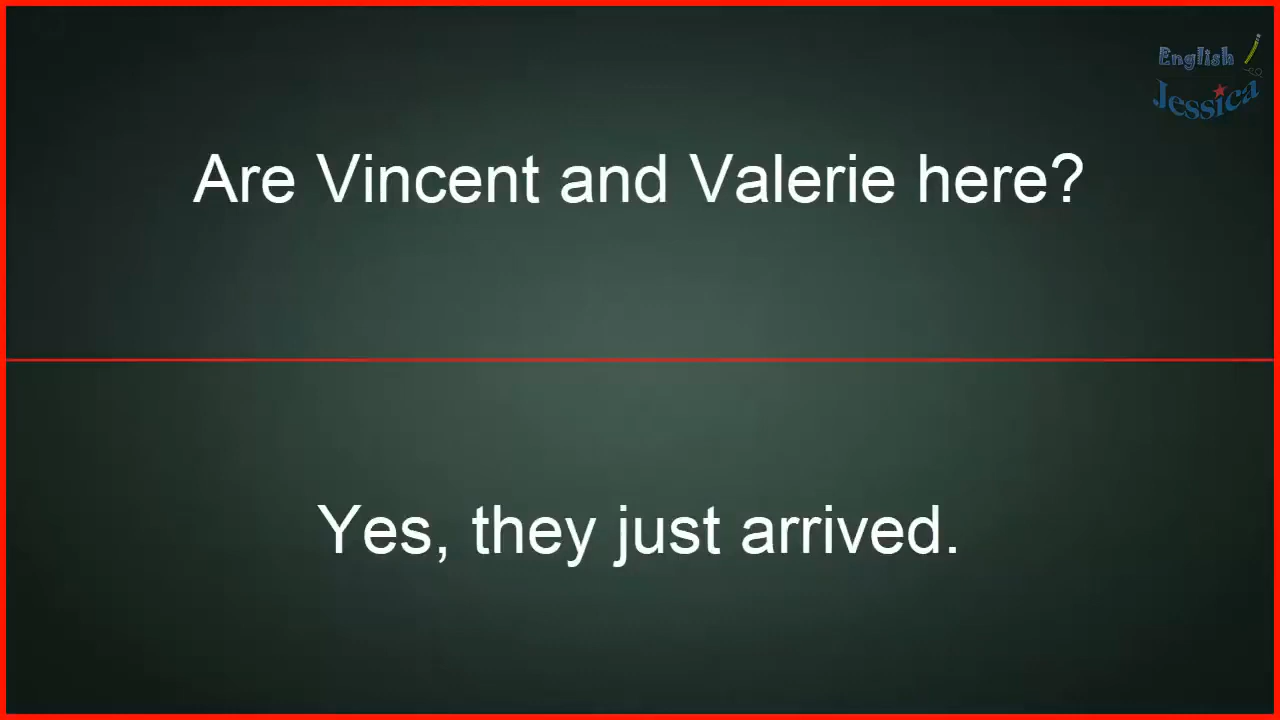 English
Jessica
Are Vincent and Valerie here?
Yes, they just arrived.